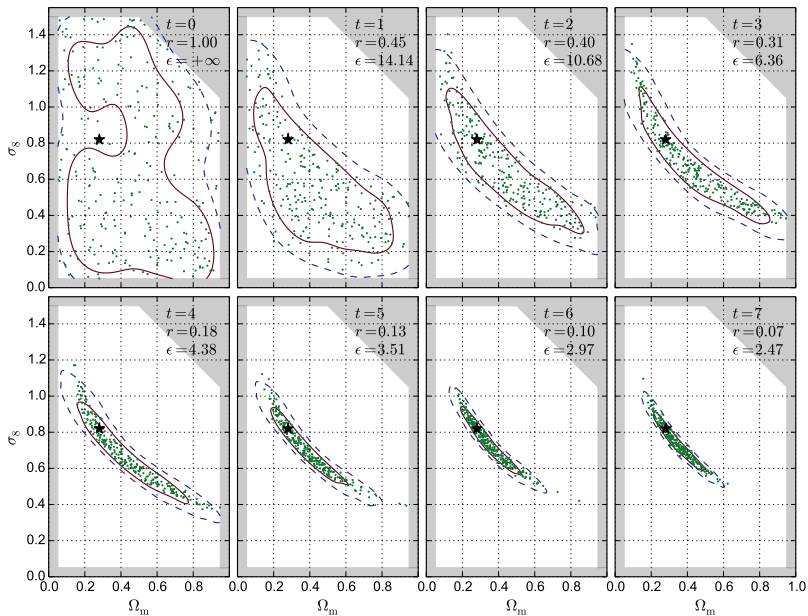 1.4
1.2
1.0
0.8
0.6
0.4
0.2
0.0
σ₈
t = 0
r = 1.00
ϵ = +∞
t = 1
r = 0.45
ϵ = 14.14
t = 2
r = 0.40
ϵ = 10.68
t = 3
r = 0.31
ϵ = 6.36
1.4
1.2
1.0
0.8
0.6
0.4
0.2
0.0
σ₈
t = 4
r = 0.18
ϵ = 4.38
t = 5
r = 0.13
ϵ = 3.51
t = 6
r = 0.10
ϵ = 2.97
t = 7
r = 0.07
ϵ = 2.47
0.0 0.2 0.4 0.6 0.8 0.0 0.2 0.4 0.6 0.8 0.0 0.2 0.4 0.6 0.8 0.0 0.2 0.4 0.6 0.8 1.0
Ωₘ Ωₘ Ωₘ Ωₘ